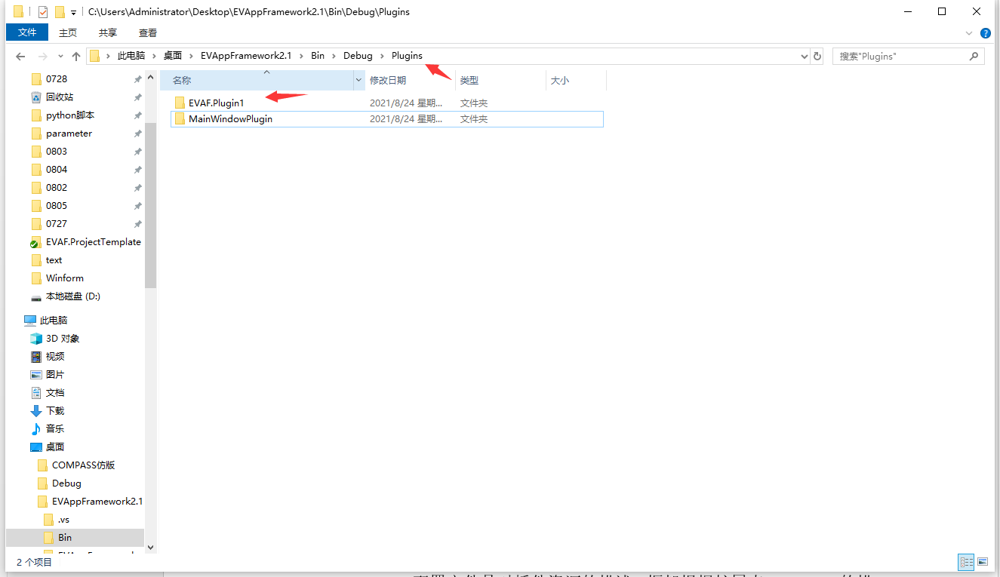 C:\Users\Administrator\Desktop\EVAppFramework2.1\Bin\Debug\Plugins
文件 主页 共享 查看
此电脑 桌面 EVAppFramework2.1 Bin Debug Plugins 搜索"Plugins"
名称 修改日期 类型 大小
EVAF.Plugin1 2021/8/24 星期... 文件夹
MainWindowPlugin 2021/8/24 星期... 文件夹
0728
回收站
python脚本
parameter
0803
0804
0802
0805
0727
EVAF.ProjectTemplate
text
Winform
本地磁盘 (D:)
此电脑
3D 对象
视频
图片
文档
下载
音乐
桌面
COMPASS仿版
Debug
EVAppFramework2.1
.vs
Bin
2 个项目